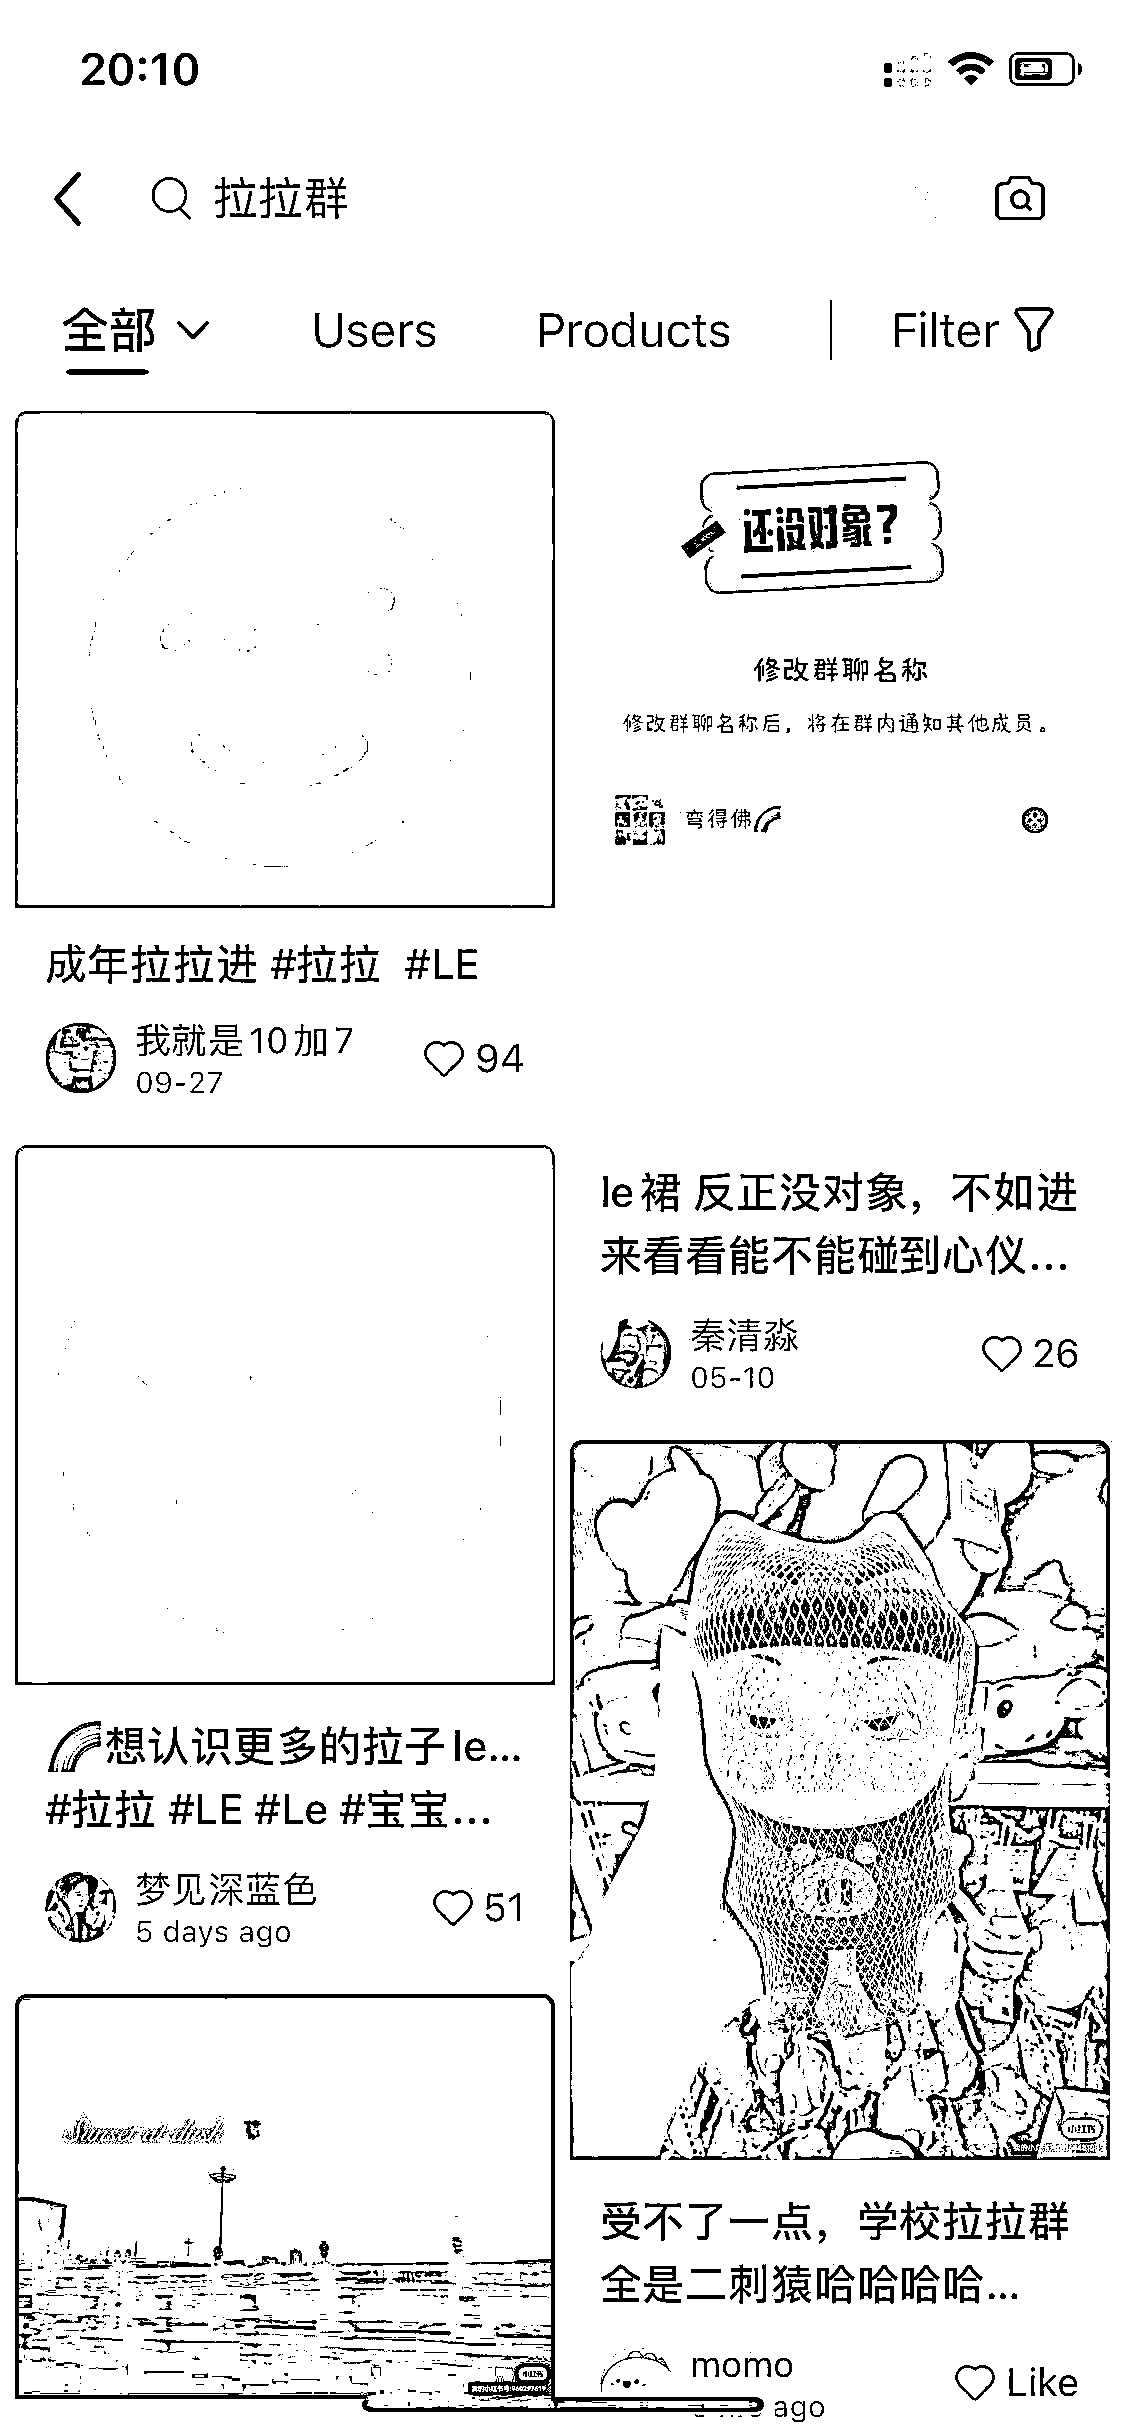 20:10
拉拉群
全部 Users Products Filter
还没对象？
修改群聊名称
修改群聊名称后，将在群内通知其他成员。
弯得佛
成年拉拉进 #拉拉 #LE
我就是10加7
09-27
94
le裙 反正没对象，不如进
来看看能不能碰到心仪...
秦清淼
05-10
26
想认识更多的拉子le...
#拉拉 #LE #Le #宝宝...
梦见深蓝色
5 days ago
51
受不了一点，学校拉拉群
全是二刺猿哈哈哈哈...
momo
ago
Like